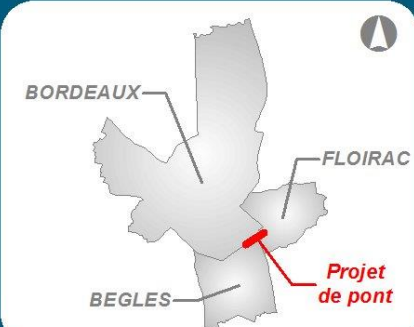 BORDEAUX
FLOIRAC
Projet
de pont
BEGLES